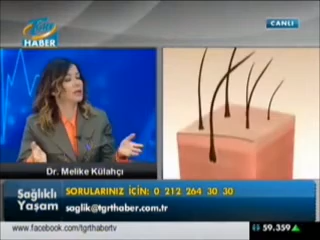 HABER
CANLI
Dr. Melike Külahçı
Sağlıklı
Yaşam
SORULARINIZ İÇİN: 0 212 264 30 30
saglik@tgrthaber.com.tr
www.facebook.com/tgrthabertv
59.359